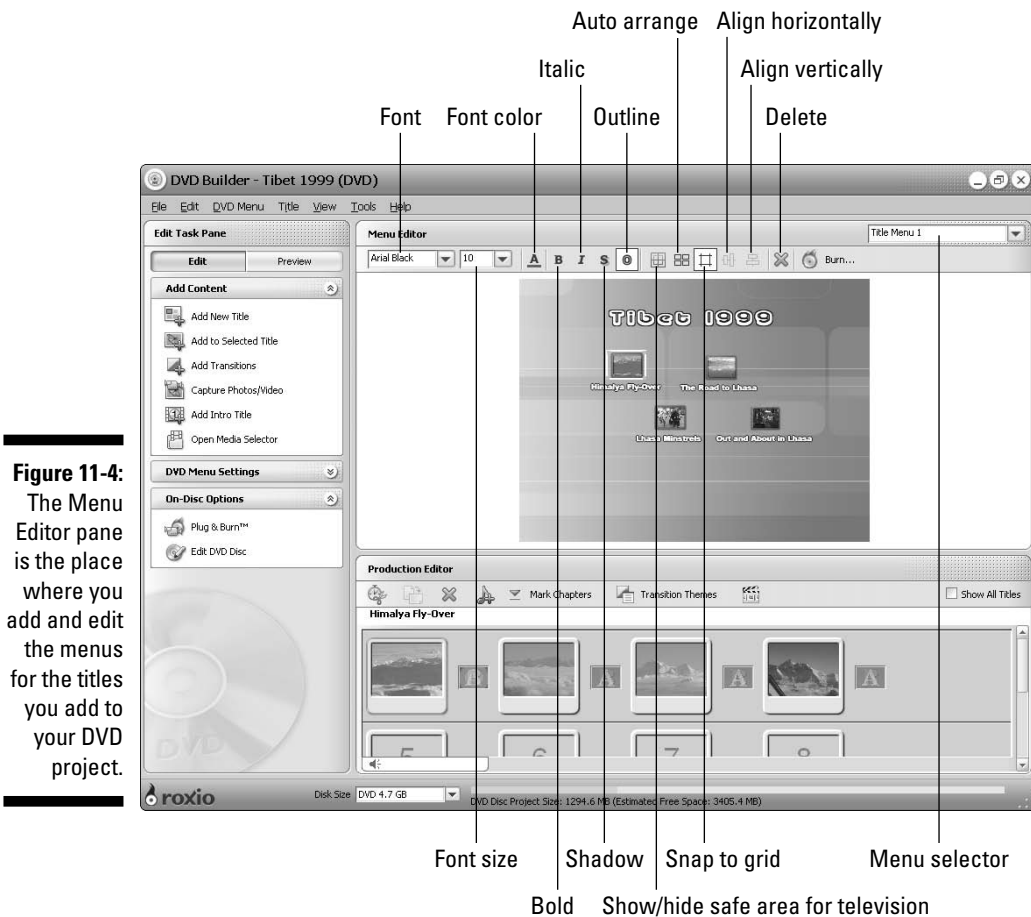 Auto arrange Align horizontally
Italic Align vertically
Font Font color Outline Delete
DVD Builder - Tibet 1999 (DVD)
File Edit DVD Menu Title View Tools Help
Edit Task Pane
Menu Editor
Title Menu 1
Edit Preview
Arial Black 10 A B I S O Burn...
Add Content
Add New Title
Add to Selected Title
Add Transitions
Capture Photos/Video
Add Intro Title
Open Media Selector
DVD Menu Settings
On-Disc Options
Plug & Burn™
Edit DVD Disc
DVD
Tibet 1999
Himalya Fly-Over The Road to Lhasa
Lhasa Minstrels Out and About in Lhasa
Production Editor
Mark Chapters Transition Themes Show All Titles
Himalya Fly-Over
A A A
5 6 7 8
roxio Disk Size DVD 4.7 GB DVD Disc Project Size: 1294.6 MB (Estimated Free Space: 3405.4 MB)
Font size Shadow Snap to grid Menu selector
Bold Show/hide safe area for television
Figure 11-4:
The Menu
Editor pane
is the place
where you
add and edit
the menus
for the titles
you add to
your DVD
project.